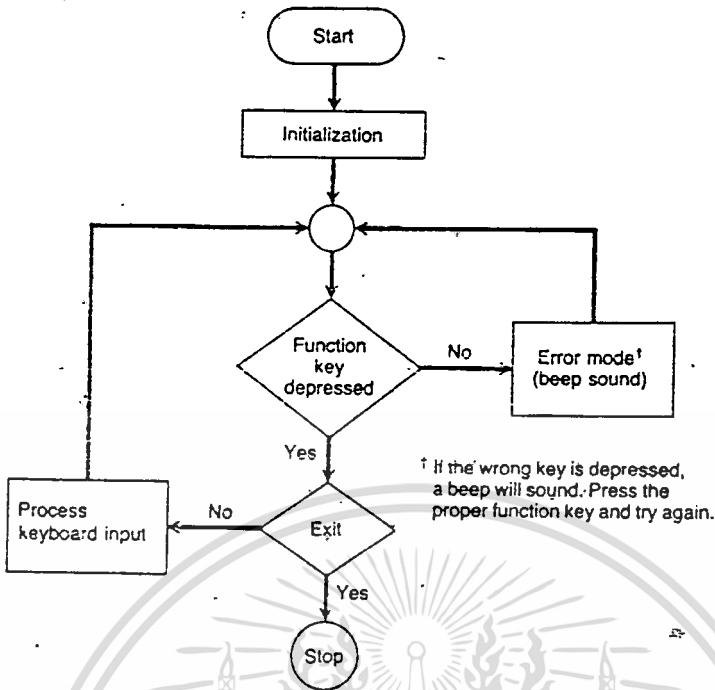 Start
Initialization
Function
key
depressed
No
Error mode†
(beep sound)
Yes
† If the wrong key is depressed,
a beep will sound. Press the
proper function key and try again.
Process
keyboard input
No
Exit
Yes
Stop